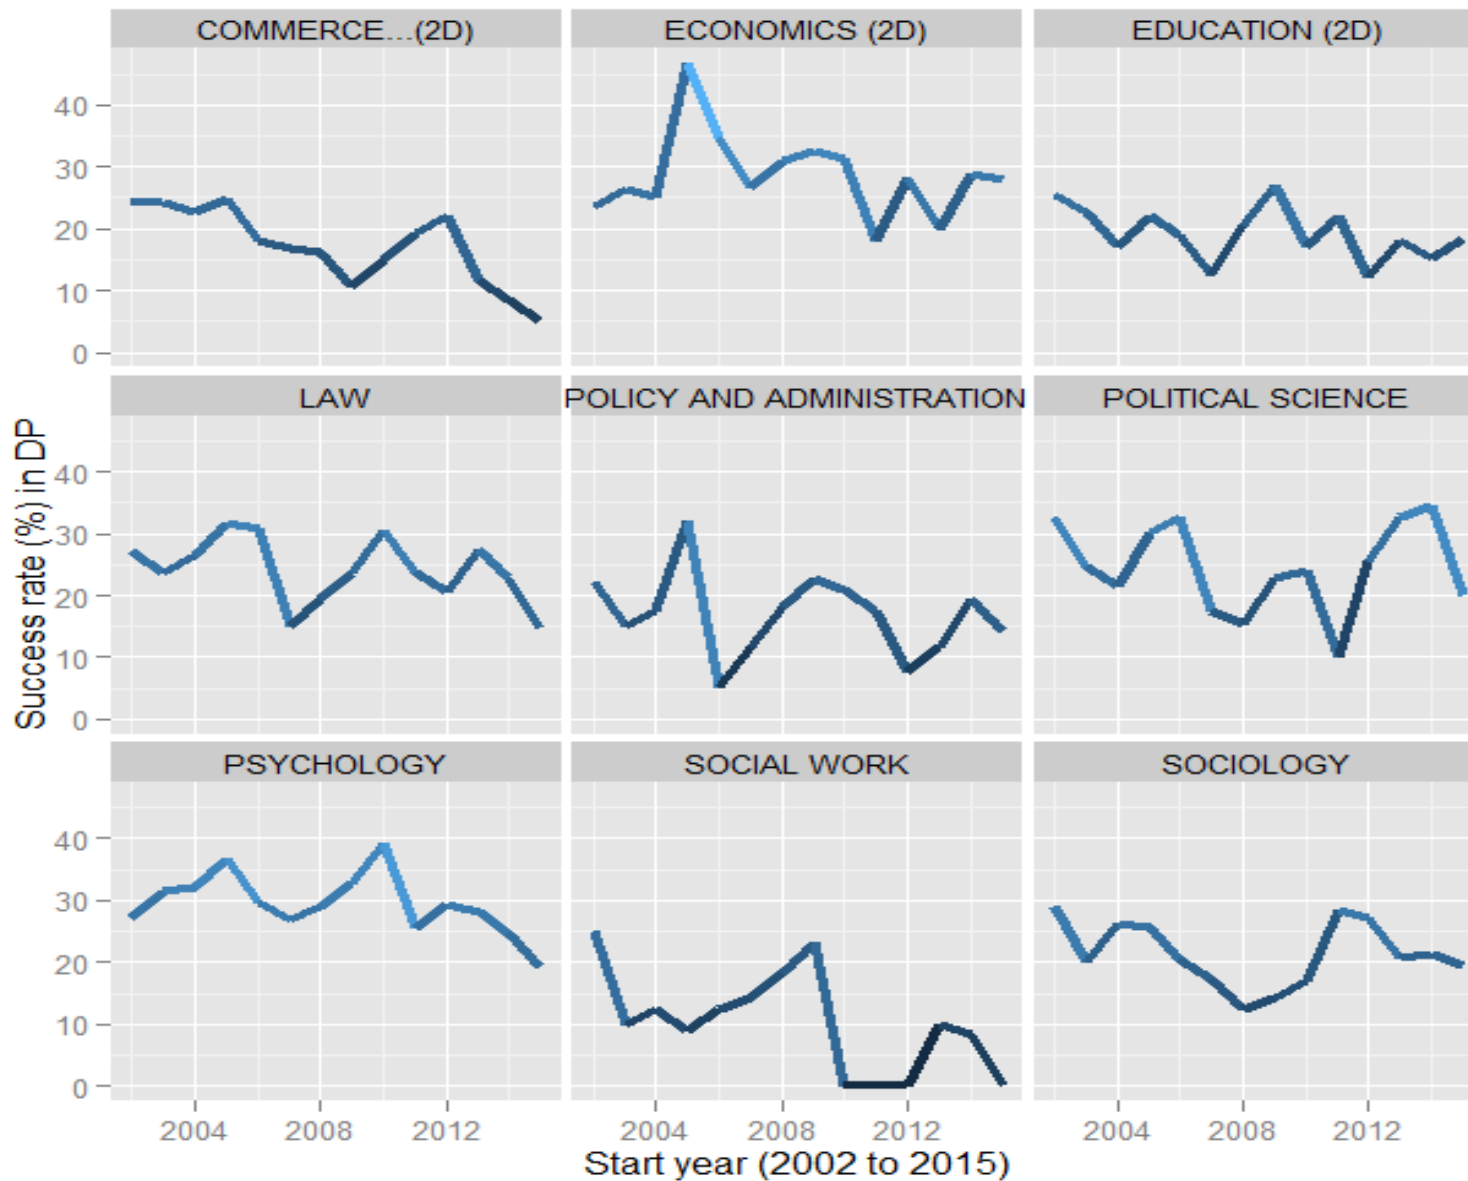 COMMERCE...(2D) ECONOMICS (2D) EDUCATION (2D)
40
30
20
10
0
LAW POLICY AND ADMINISTRATION POLITICAL SCIENCE
40
30
20
10
0
Success rate (%) in DP
PSYCHOLOGY SOCIAL WORK SOCIOLOGY
40
30
20
10
0
2004 2008 2012 2004 2008 2012 2004 2008 2012
Start year (2002 to 2015)